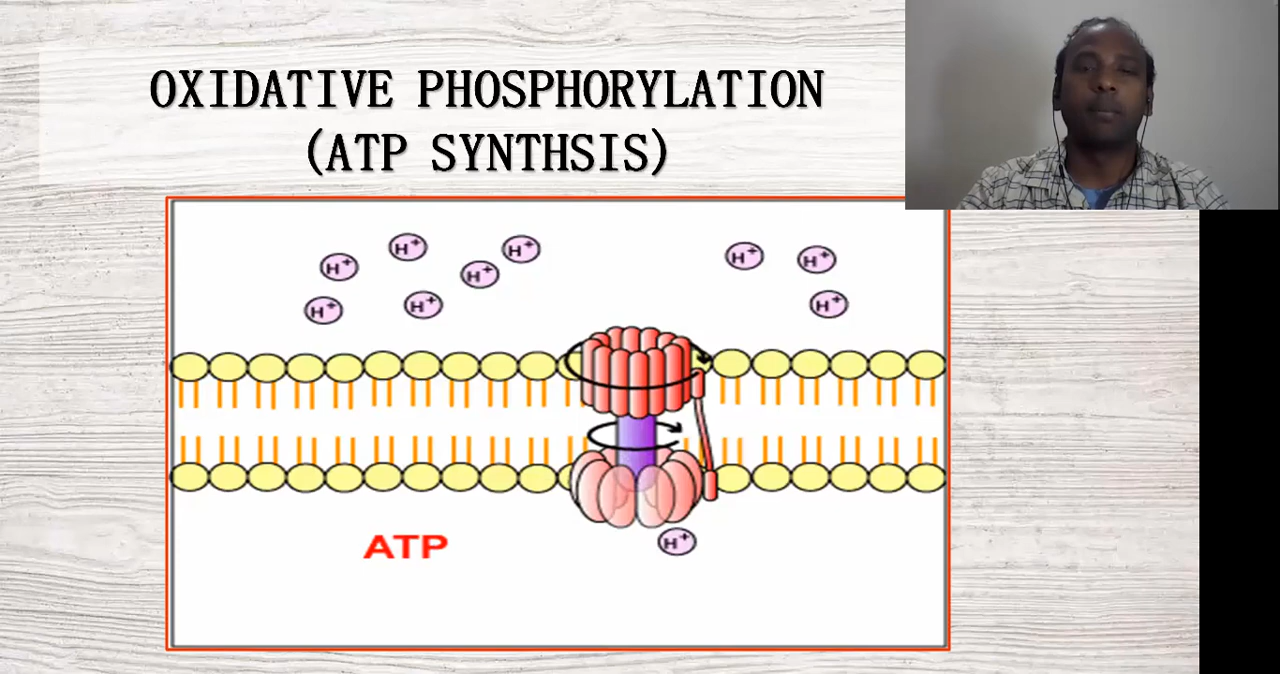 OXIDATIVE PHOSPHORYLATION
(ATP SYNTHSIS)
H+
H+
H+
H+
H+
H+
H+
H+
H+
ATP
H+